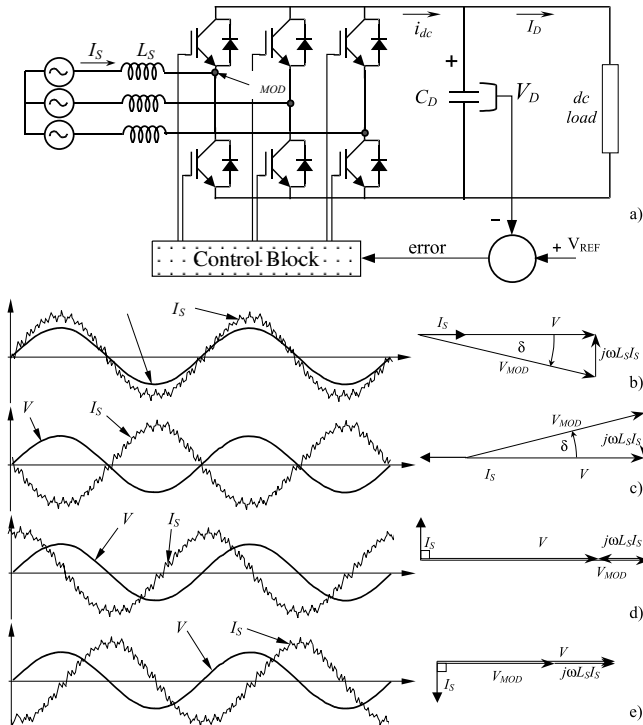 I_S L_S
MOD
i_dc I_D
+
C_D V_D
dc
load
a)
−
Control Block error + V_REF
I_S
I_S V
δ
V_MOD jωL_SI_S
b)
V I_S
V_MOD
δ jωL_SI_S
I_S V
c)
V I_S
I_S V jωL_SI_S
V_MOD
d)
V I_S
V
I_S V_MOD jωL_SI_S
e)